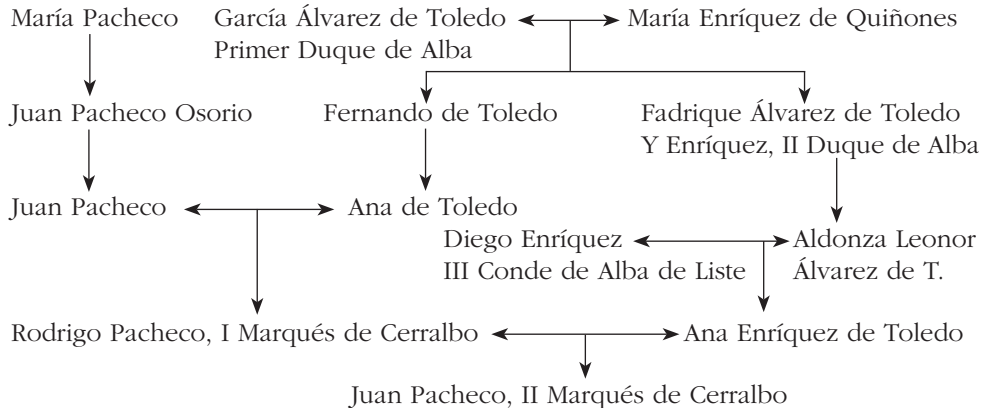 María Pacheco
García Álvarez de Toledo
María Enríquez de Quiñones
Primer Duque de Alba
Juan Pacheco Osorio
Fernando de Toledo
Fadrique Álvarez de Toledo
Y Enríquez, II Duque de Alba
Juan Pacheco
Ana de Toledo
Diego Enríquez
Aldonza Leonor
III Conde de Alba de Liste
Álvarez de T.
Rodrigo Pacheco, I Marqués de Cerralbo
Ana Enríquez de Toledo
Juan Pacheco, II Marqués de Cerralbo